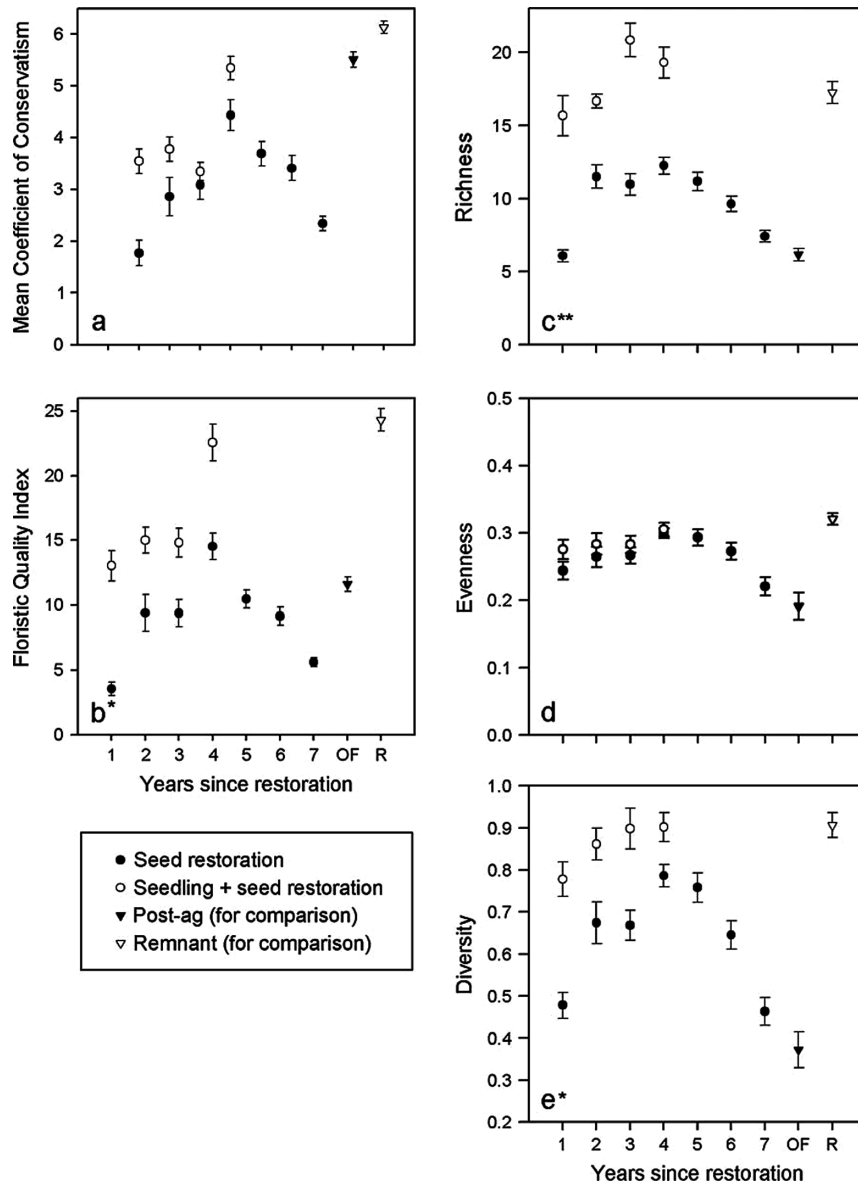 Mean Coefficient of Conservatism
6
5
4
3
2
1
0
a
Richness
20
15
10
5
0
c**
Floristic Quality Index
25
20
15
10
5
0
b*
1 2 3 4 5 6 7 OF R
Years since restoration
Evenness
0.5
0.4
0.3
0.2
0.1
0.0
d
Seed restoration
Seedling + seed restoration
Post-ag (for comparison)
Remnant (for comparison)
Diversity
1.0
0.9
0.8
0.7
0.6
0.5
0.4
0.3
0.2
e*
1 2 3 4 5 6 7 OF R
Years since restoration